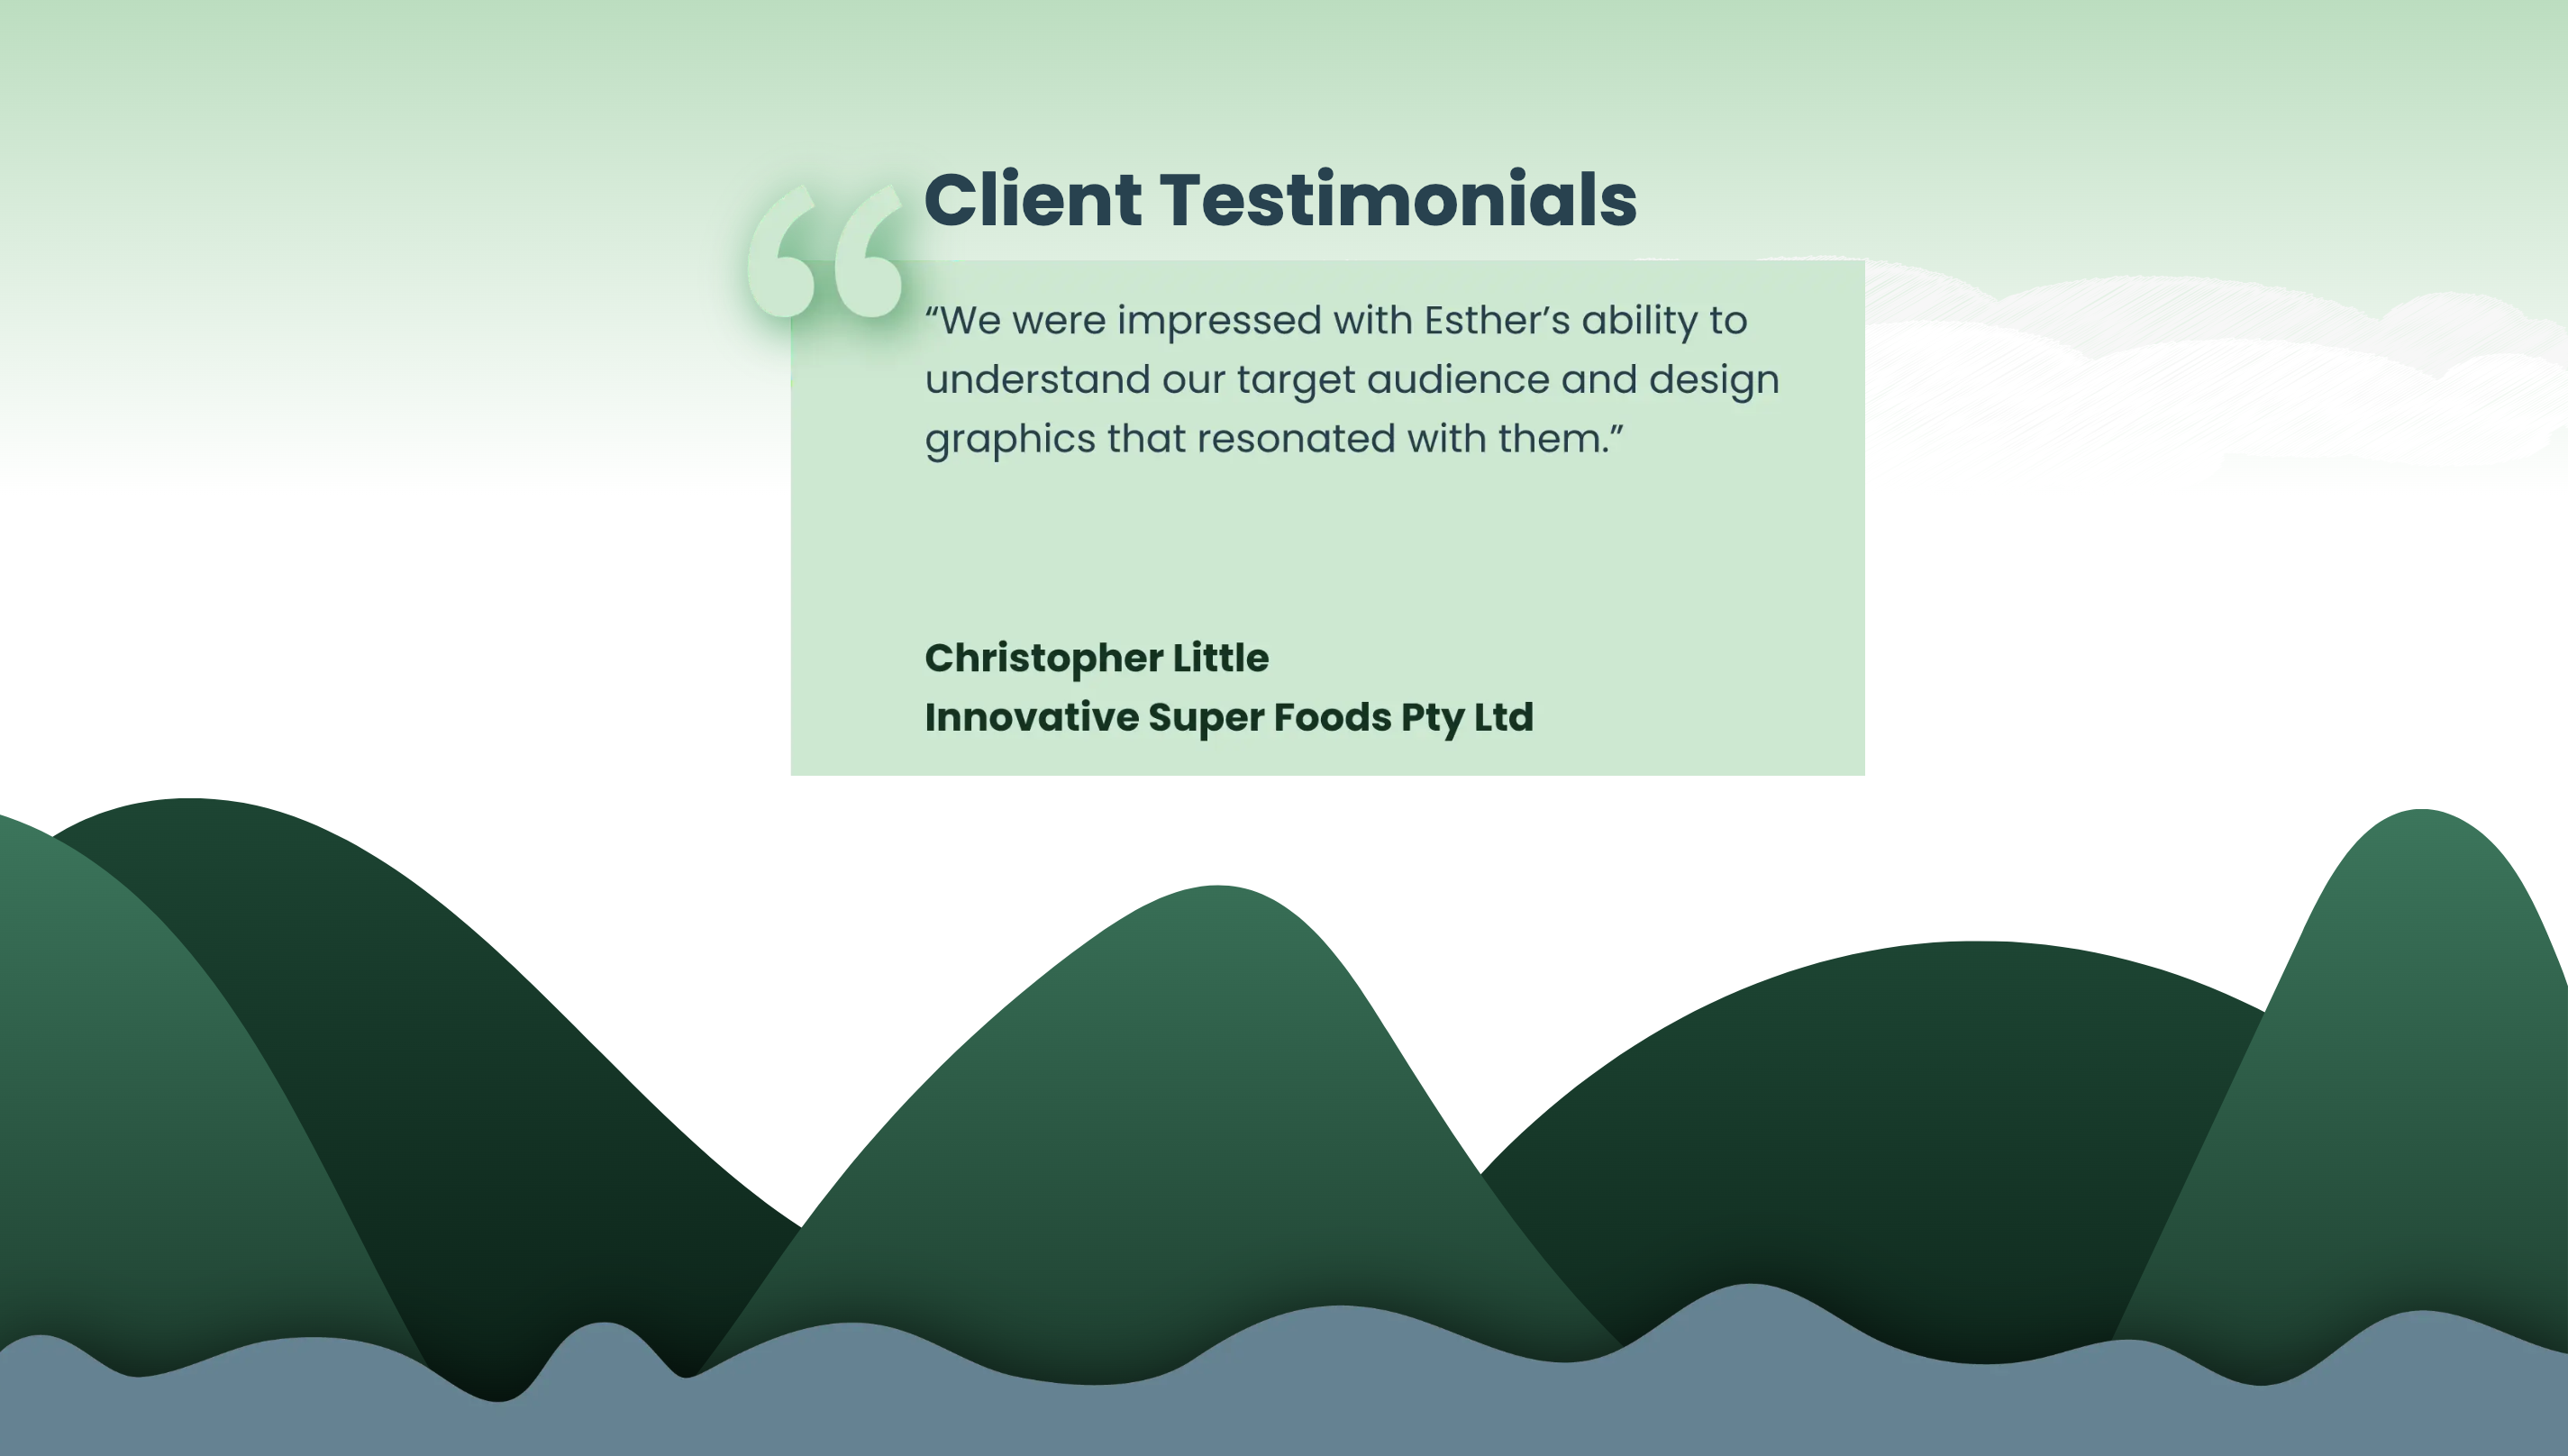 Client Testimonials
“We were impressed with Esther’s ability to
understand our target audience and design
graphics that resonated with them.”
Christopher Little
Innovative Super Foods Pty Ltd